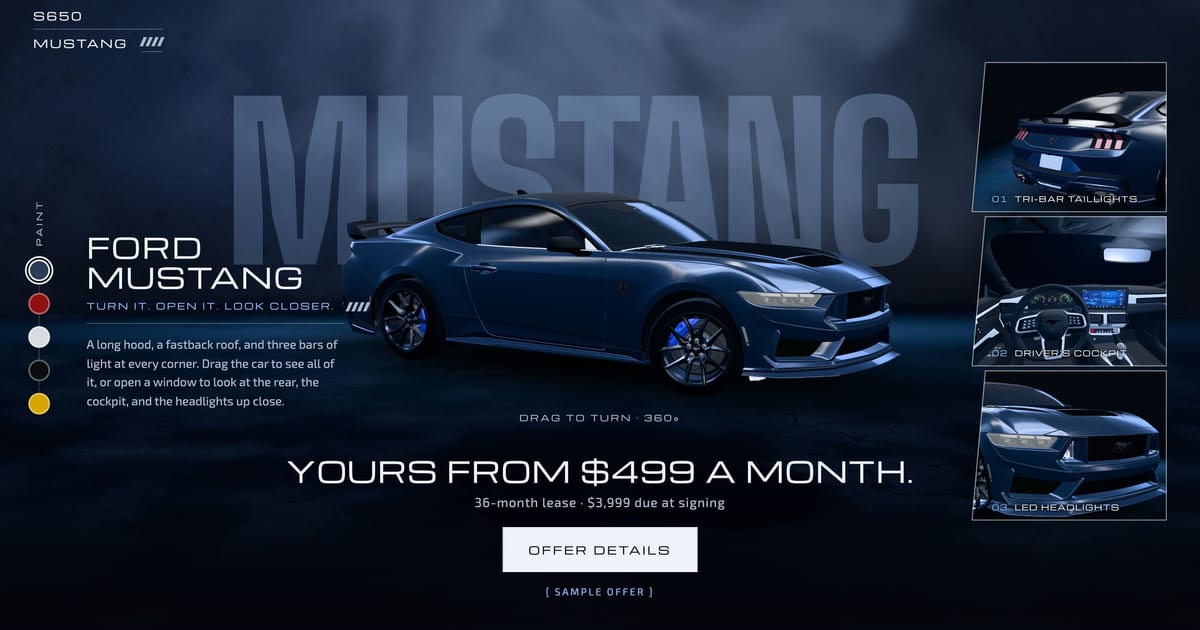 S650
MUSTANG
MUSTANG
PAINT
FORD
MUSTANG
TURN IT. OPEN IT. LOOK CLOSER.
A long hood, a fastback roof, and three bars of
light at every corner. Drag the car to see all of
it, or open a window to look at the rear, the
cockpit, and the headlights up close.
DRAG TO TURN · 360°
YOURS FROM $499 A MONTH.
36-month lease · $3,999 due at signing
OFFER DETAILS
[ SAMPLE OFFER ]
01 TRI-BAR TAILLIGHTS
02 DRIVER'S COCKPIT
03 LED HEADLIGHTS